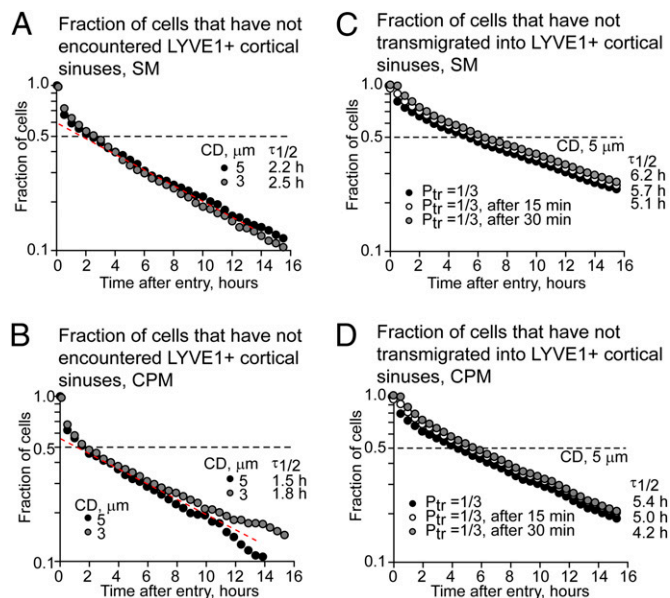 A
Fraction of cells that have not
encountered LYVE1+ cortical
sinuses, SM
Fraction of cells
1.0
0.5
0.1
CD, μm τ1/2
5 2.2 h
3 2.5 h
0 2 4 6 8 10 12 14 16
Time after entry, hours
C
Fraction of cells that have not
transmigrated into LYVE1+ cortical
sinuses, SM
Fraction of cells
1.0
0.5
0.1
CD, 5 μm
τ1/2
6.2 h
Ptr =1/3 5.7 h
Ptr =1/3, after 15 min 5.1 h
Ptr =1/3, after 30 min
0 2 4 6 8 10 12 14 16
Time after entry, hours
B
Fraction of cells that have not
encountered LYVE1+ cortical
sinuses, CPM
Fraction of cells
1.0
0.5
0.1
CD, μm τ1/2
5 1.5 h
3 1.8 h
CD, μm
5
3
0 2 4 6 8 10 12 14 16
Time after entry, hours
D
Fraction of cells that have not
transmigrated into LYVE1+ cortical
sinuses, CPM
Fraction of cells
1.0
0.5
0.1
CD, 5 μm
τ1/2
Ptr =1/3 5.4 h
Ptr =1/3, after 15 min 5.0 h
Ptr =1/3, after 30 min 4.2 h
0 2 4 6 8 10 12 14 16
Time after entry, hours